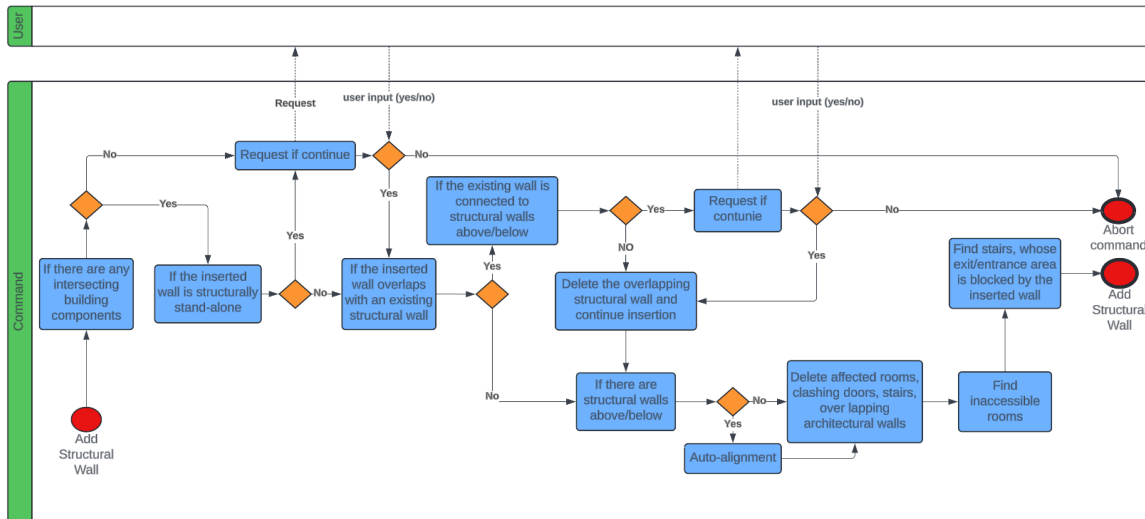 User
Command
Request
user input (yes/no)
user input (yes/no)
No
Request if continue
No
Yes
Yes
If the existing wall is
connected to
structural walls
above/below
Yes
Request if
contunie
No
Abort
command
Yes
If there are any
intersecting
building
components
If the inserted
wall is structurally
stand-alone
No
If the inserted
wall overlaps
with an existing
structural wall
Yes
NO
Yes
Delete the overlapping
structural wall and
continue insertion
Find stairs, whose
exit/entrance area
is blocked by the
inserted wall
Add
Structural
Wall
No
If there are
structural walls
above/below
No
Yes
Auto-alignment
Delete affected rooms,
clashing doors, stairs,
over lapping
architectural walls
Find
inaccessible
rooms
Add
Structural
Wall